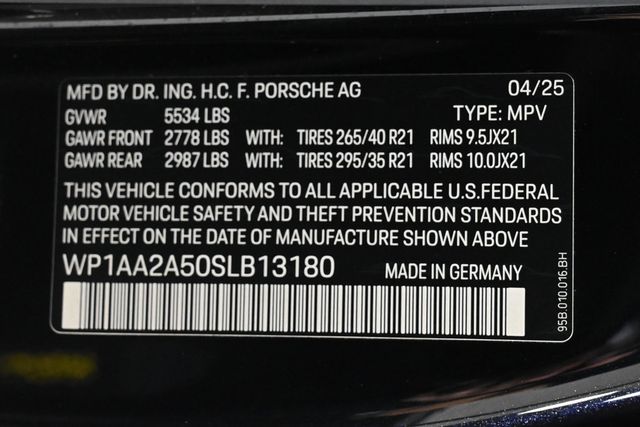 MFD BY DR. ING. H.C. F. PORSCHE AG 04/25
GVWR 5534 LBS TYPE: MPV
GAWR FRONT 2778 LBS WITH: TIRES 265/40 R21 RIMS 9.5JX21
GAWR REAR 2987 LBS WITH: TIRES 295/35 R21 RIMS 10.0JX21
THIS VEHICLE CONFORMS TO ALL APPLICABLE U.S.FEDERAL
MOTOR VEHICLE SAFETY AND THEFT PREVENTION STANDARDS
IN EFFECT ON THE DATE OF MANUFACTURE SHOWN ABOVE
WP1AA2A50SLB13180 MADE IN GERMANY
95B.010.016.BH